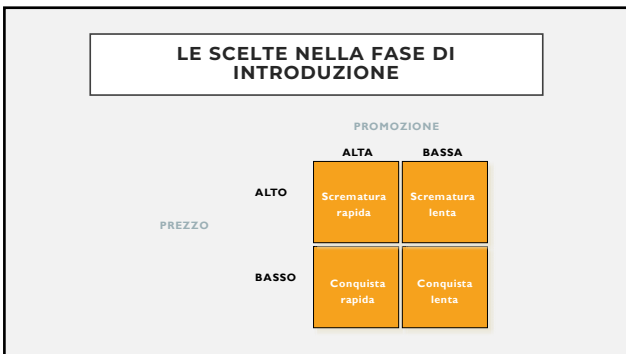 LE SCELTE NELLA FASE DI
INTRODUZIONE
PROMOZIONE
ALTA BASSA
ALTO
Scrematura
rapida
Scrematura
lenta
PREZZO
BASSO
Conquista
rapida
Conquista
lenta